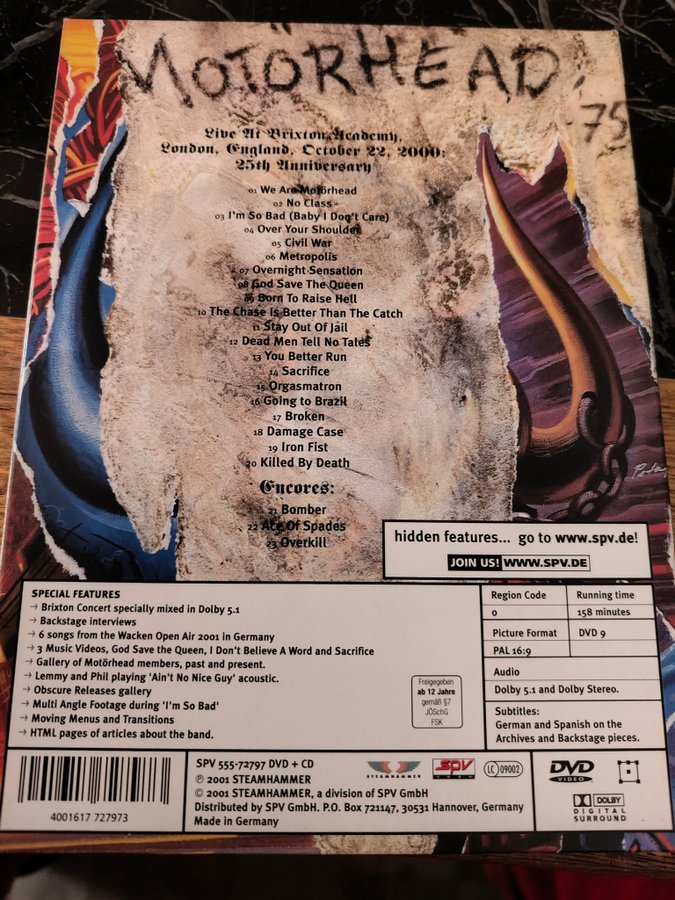 MOTÖRHEAD
-75
Live At Brixton Academy,
London, England, October 22, 2000:
25th Anniversary
01 We Are Motörhead
02 No Class
03 I'm So Bad (Baby I Don't Care)
04 Over Your Shoulder
05 Civil War
06 Metropolis
07 Overnight Sensation
08 God Save The Queen
09 Born To Raise Hell
10 The Chase Is Better Than The Catch
11 Stay Out Of Jail
12 Dead Men Tell No Tales
13 You Better Run
14 Sacrifice
15 Orgasmatron
16 Going to Brazil
17 Broken
18 Damage Case
19 Iron Fist
20 Killed By Death
Encores:
21 Bomber
22 Ace Of Spades
23 Overkill
hidden features... go to www.spv.de!
JOIN US! WWW.SPV.DE
SPECIAL FEATURES
→ Brixton Concert specially mixed in Dolby 5.1
→ Backstage interviews
→ 6 songs from the Wacken Open Air 2001 in Germany
→ 3 Music Videos, God Save the Queen, I Don't Believe A Word and Sacrifice
→ Gallery of Motörhead members, past and present.
→ Lemmy and Phil playing 'Ain't No Nice Guy' acoustic.
→ Obscure Releases gallery
→ Multi Angle Footage during 'I'm So Bad'
→ Moving Menus and Transitions
→ HTML pages of articles about the band.
Freigegeben
ab 12 Jahre
gemäß §7
JÖSchG
FSK
Region Code
0
Running time
158 minutes
Picture Format
PAL 16:9
DVD 9
Audio
Dolby 5.1 and Dolby Stereo.
Subtitles:
German and Spanish on the
Archives and Backstage pieces.
4001617 727973
SPV 555-72797 DVD + CD
℗ 2001 STEAMHAMMER
© 2001 STEAMHAMMER, a division of SPV GmbH
Distributed by SPV GmbH. P.O. Box 721147, 30531 Hannover, Germany
Made in Germany
STEAMHAMMER
SPV
LC 09002
DVD
VIDEO
DOLBY
DIGITAL
SURROUND